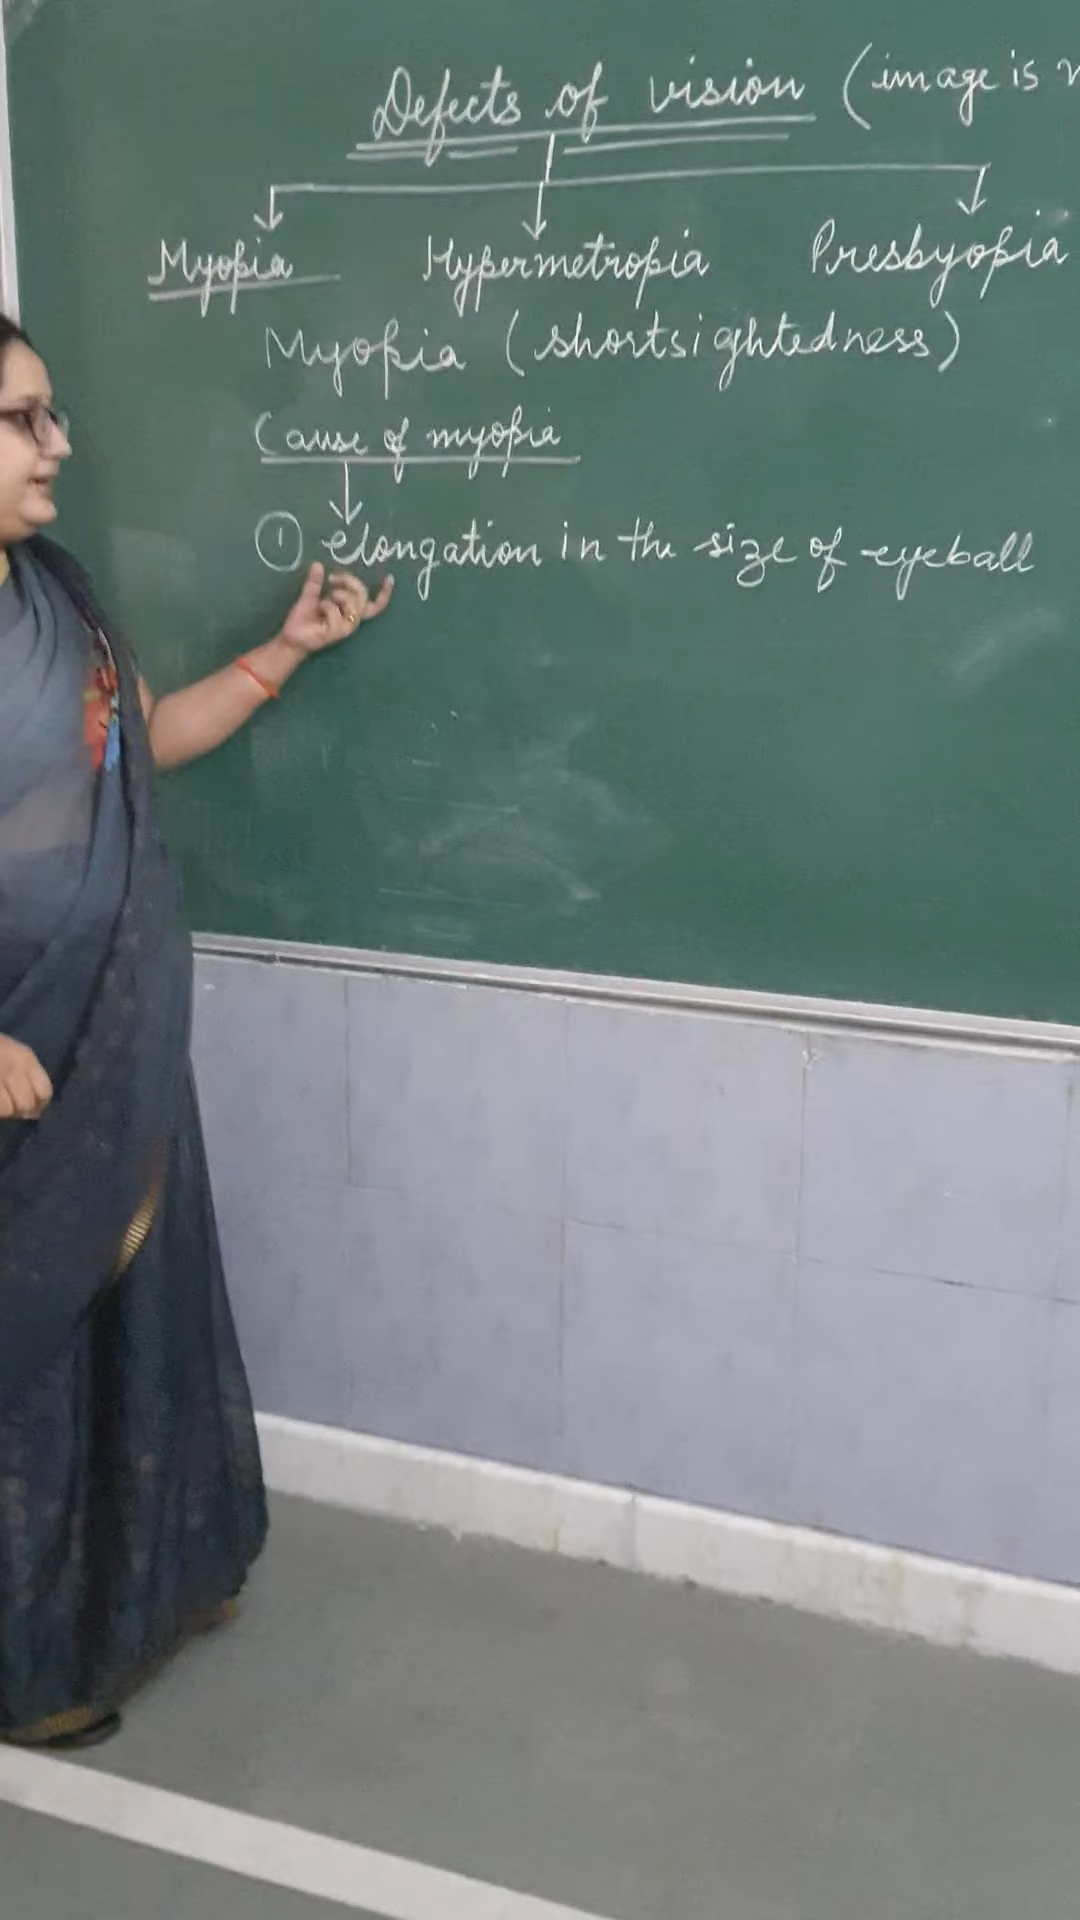 Defects of vision (image is
Myopia Hypermetropia Presbyopia
Myopia (shortsightedness)
Cause of myopia
① elongation in the size of eyeball